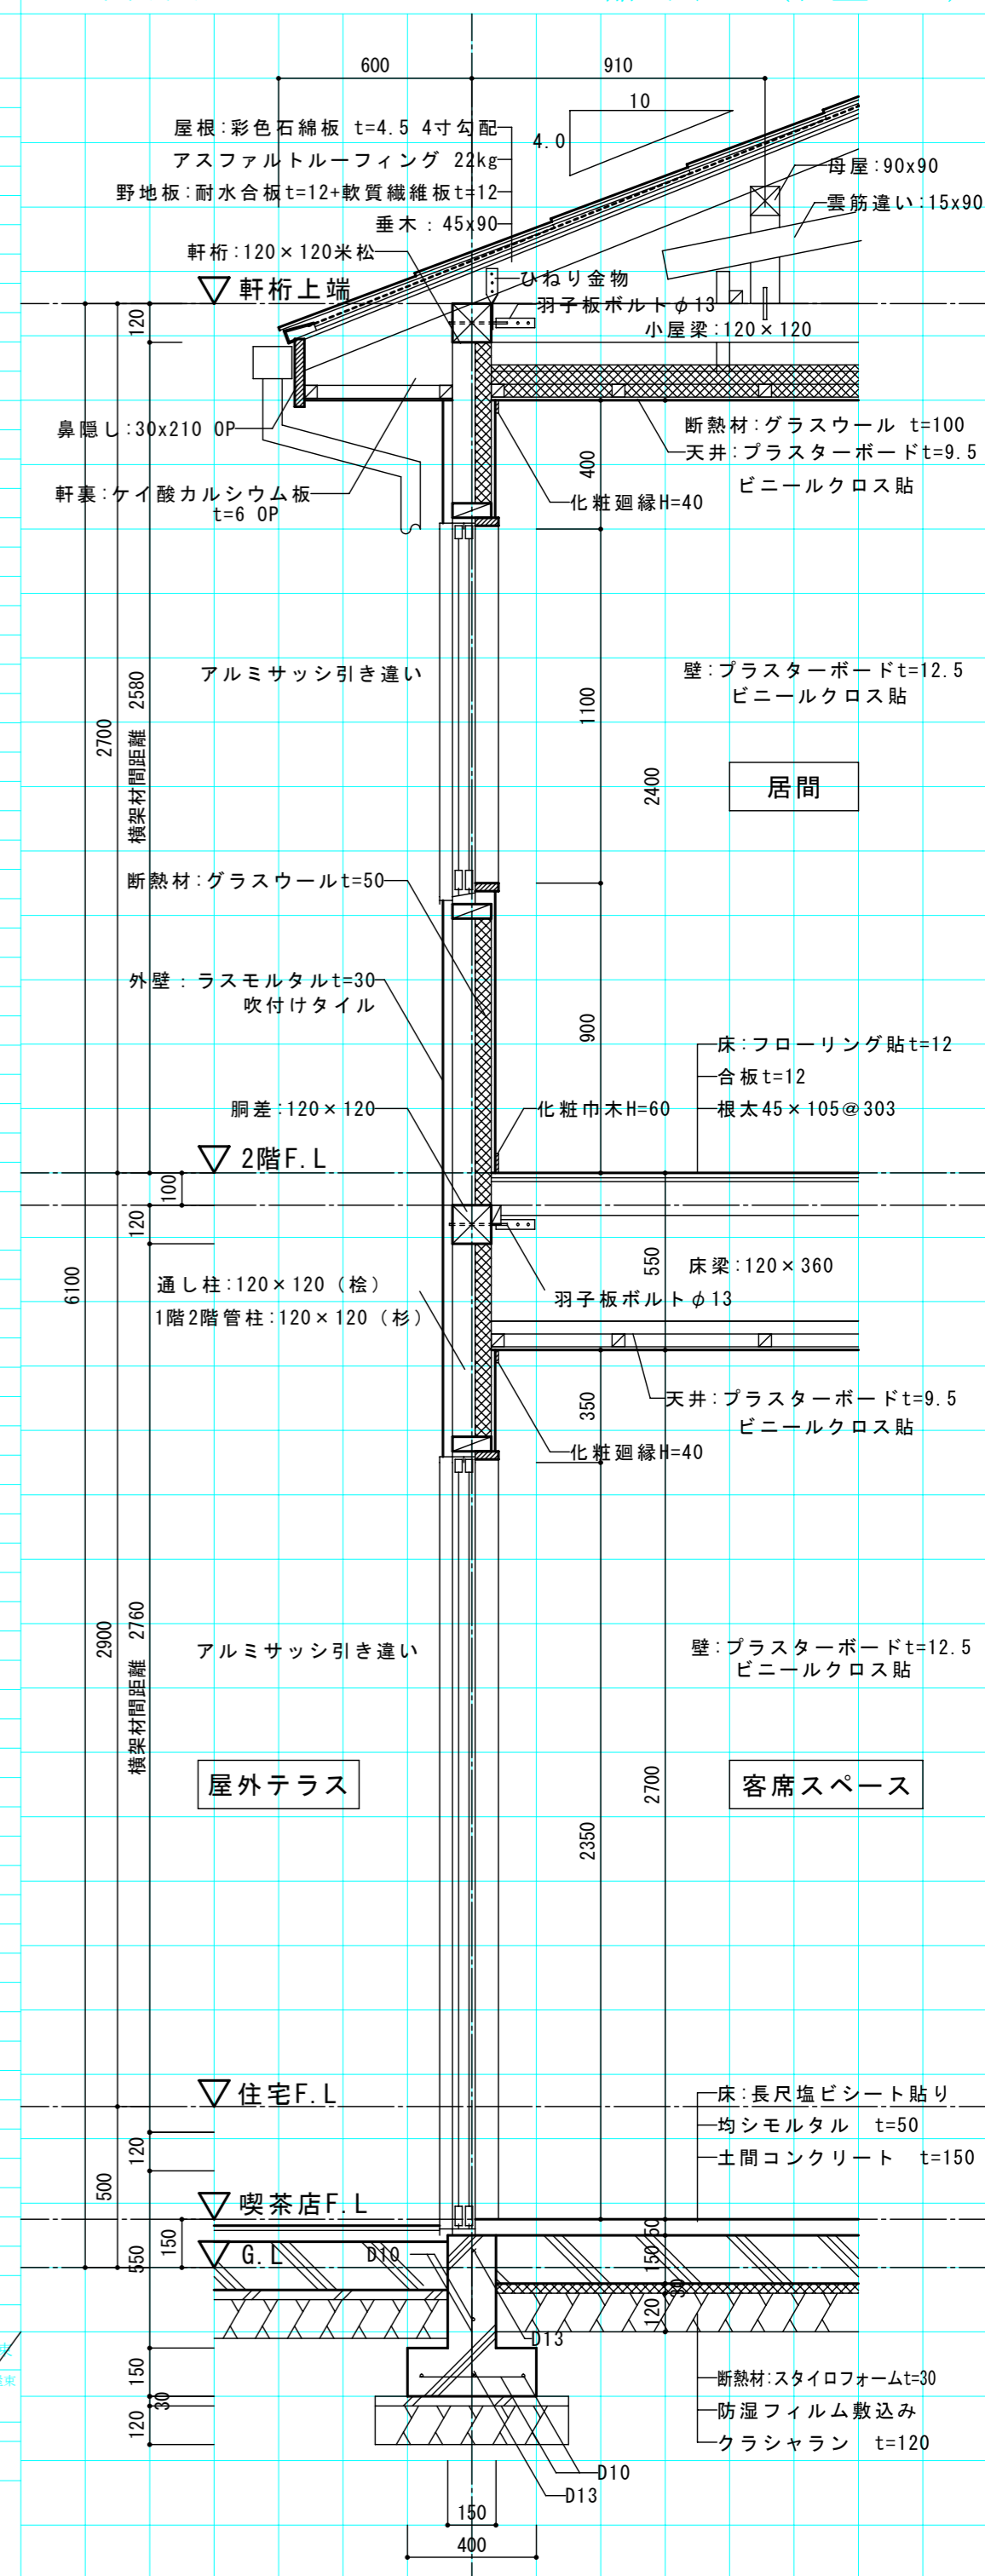 600
910
10
4.0
屋根:彩色石綿板 t=4.5 4寸勾配
アスファルトルーフィング 22kg
野地板:耐水合板t=12+軟質繊維板t=12
垂木：45x90
軒桁:120×120米松
母屋:90x90
雲筋違い:15x90
軒桁上端
ひねり金物
羽子板ボルトφ13
小屋梁:120×120
120
鼻隠し:30x210 OP
軒裏:ケイ酸カルシウム板
t=6 OP
断熱材:グラスウール t=100
天井:プラスターボードt=9.5
ビニールクロス貼
400
化粧廻縁H=40
アルミサッシ引き違い
壁:プラスターボードt=12.5
ビニールクロス貼
2700
横架材間距離 2580
1100
2400
居間
断熱材:グラスウールt=50
外壁：ラスモルタルt=30
吹付けタイル
900
床:フローリング貼t=12
合板t=12
根太45×105@303
胴差:120×120
化粧巾木H=60
2階F.L
100
120
6100
550
床梁:120×360
羽子板ボルトφ13
通し柱:120×120（桧）
1階2階管柱:120×120（杉）
350
天井:プラスターボードt=9.5
ビニールクロス貼
化粧廻縁H=40
2900
横架材間距離 2760
アルミサッシ引き違い
壁:プラスターボードt=12.5
ビニールクロス貼
屋外テラス
客席スペース
2700
2350
住宅F.L
床:長尺塩ビシート貼り
均シモルタル t=50
土間コンクリート t=150
120
500
喫茶店F.L
150
550
G.L
D10
50
150
30
120
D13
150
30
120
断熱材:スタイロフォームt=30
防湿フィルム敷込み
クラシャラン t=120
D10
D13
150
400